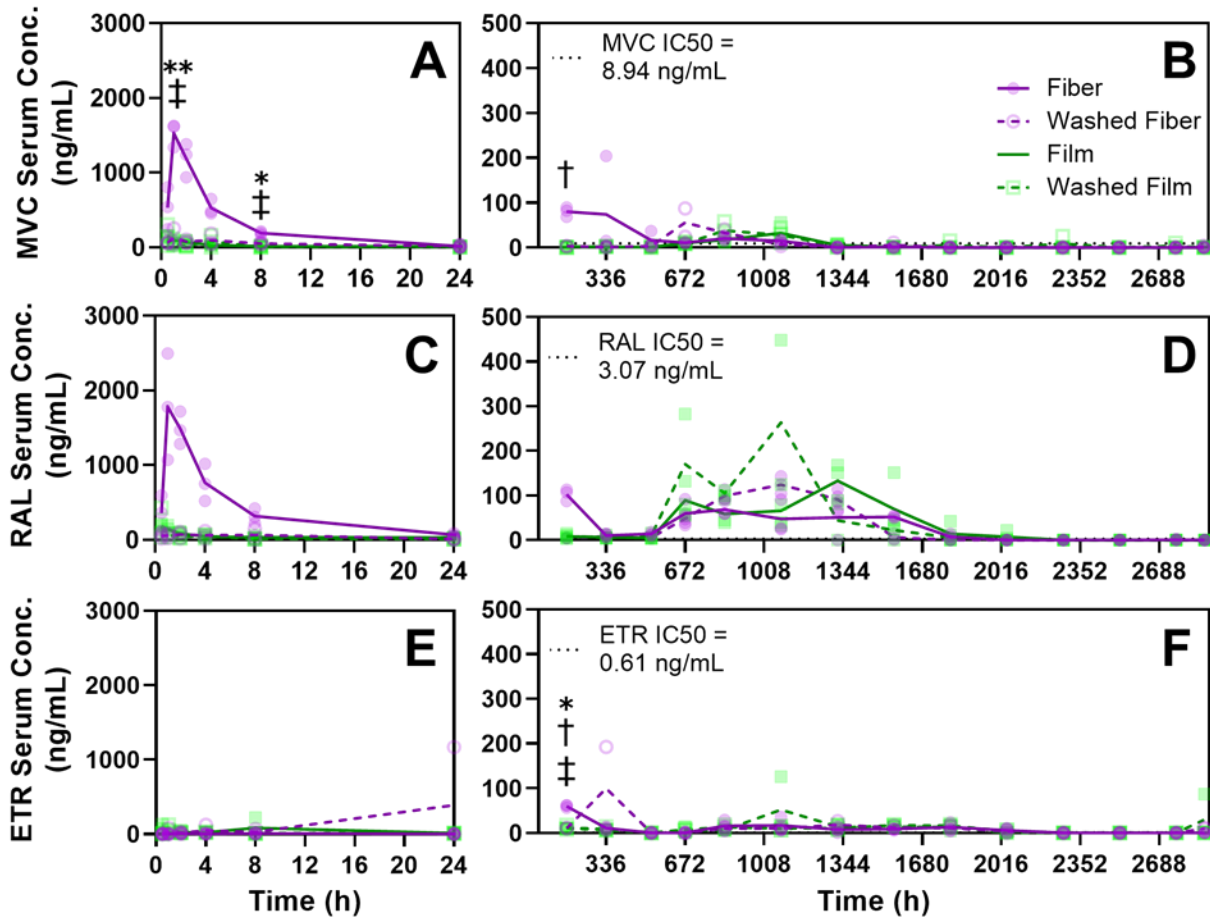 MVC Serum Conc.
(ng/mL)
3000
2000
1000
0
**
‡
*
‡
A
0 4 8 12 16 20 24
500
400
300
200
100
0
MVC IC50 =
8.94 ng/mL
B
Fiber
Washed Fiber
Film
Washed Film
†
336 672 1008 1344 1680 2016 2352 2688
RAL Serum Conc.
(ng/mL)
3000
2000
1000
0
C
0 4 8 12 16 20 24
500
400
300
200
100
0
RAL IC50 =
3.07 ng/mL
D
336 672 1008 1344 1680 2016 2352 2688
ETR Serum Conc.
(ng/mL)
3000
2000
1000
0
E
0 4 8 12 16 20 24
Time (h)
500
400
300
200
100
0
ETR IC50 =
0.61 ng/mL
F
*
†
‡
336 672 1008 1344 1680 2016 2352 2688
Time (h)